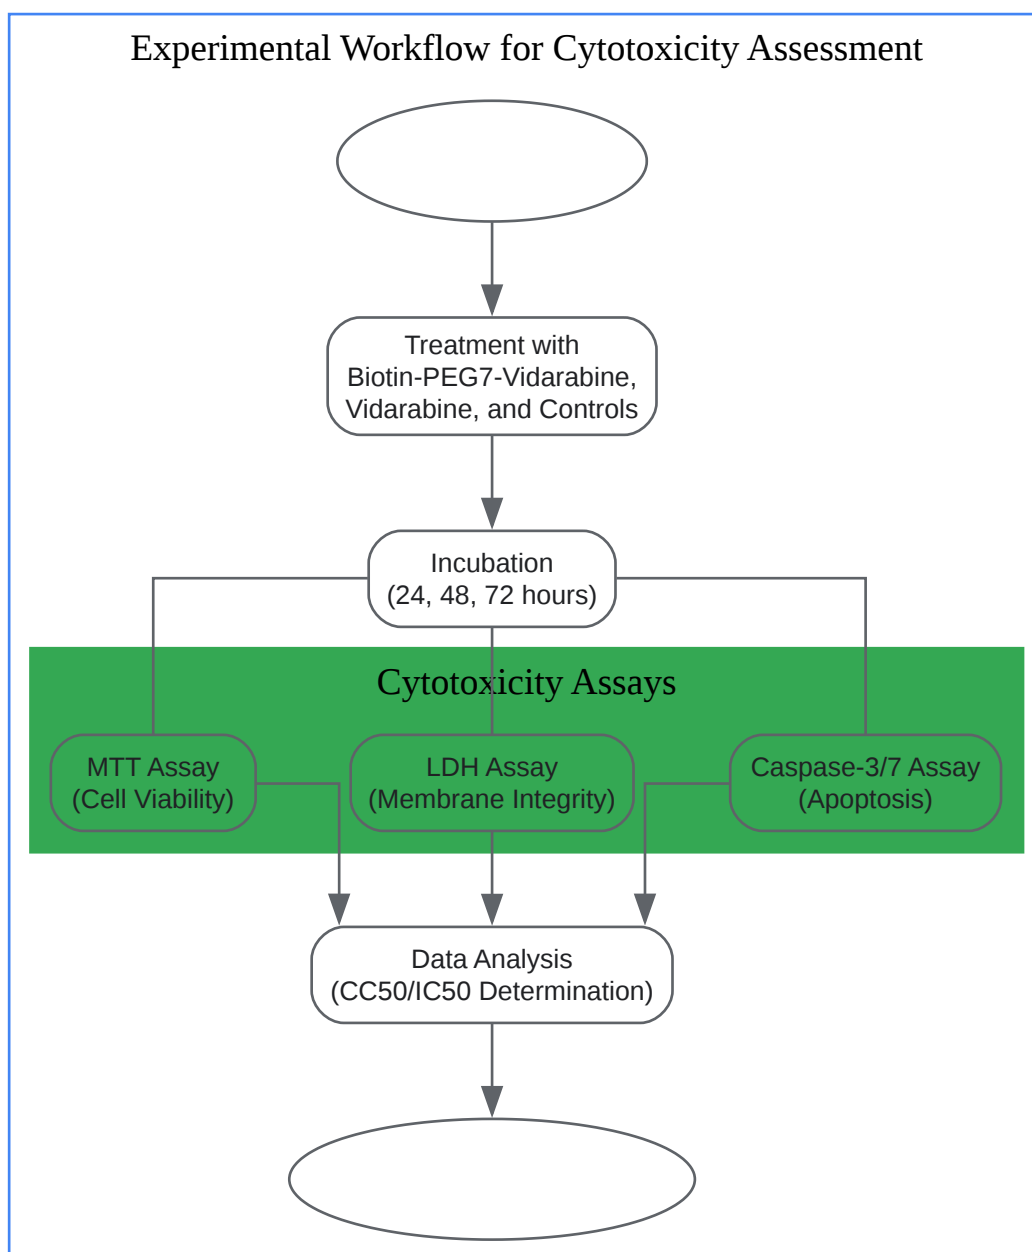 Experimental Workflow for Cytotoxicity Assessment
Treatment with
Biotin-PEG7-Vidarabine,
Vidarabine, and Controls
Incubation
(24, 48, 72 hours)
Cytotoxicity Assays
MTT Assay
(Cell Viability)
LDH Assay
(Membrane Integrity)
Caspase-3/7 Assay
(Apoptosis)
Data Analysis
(CC50/IC50 Determination)